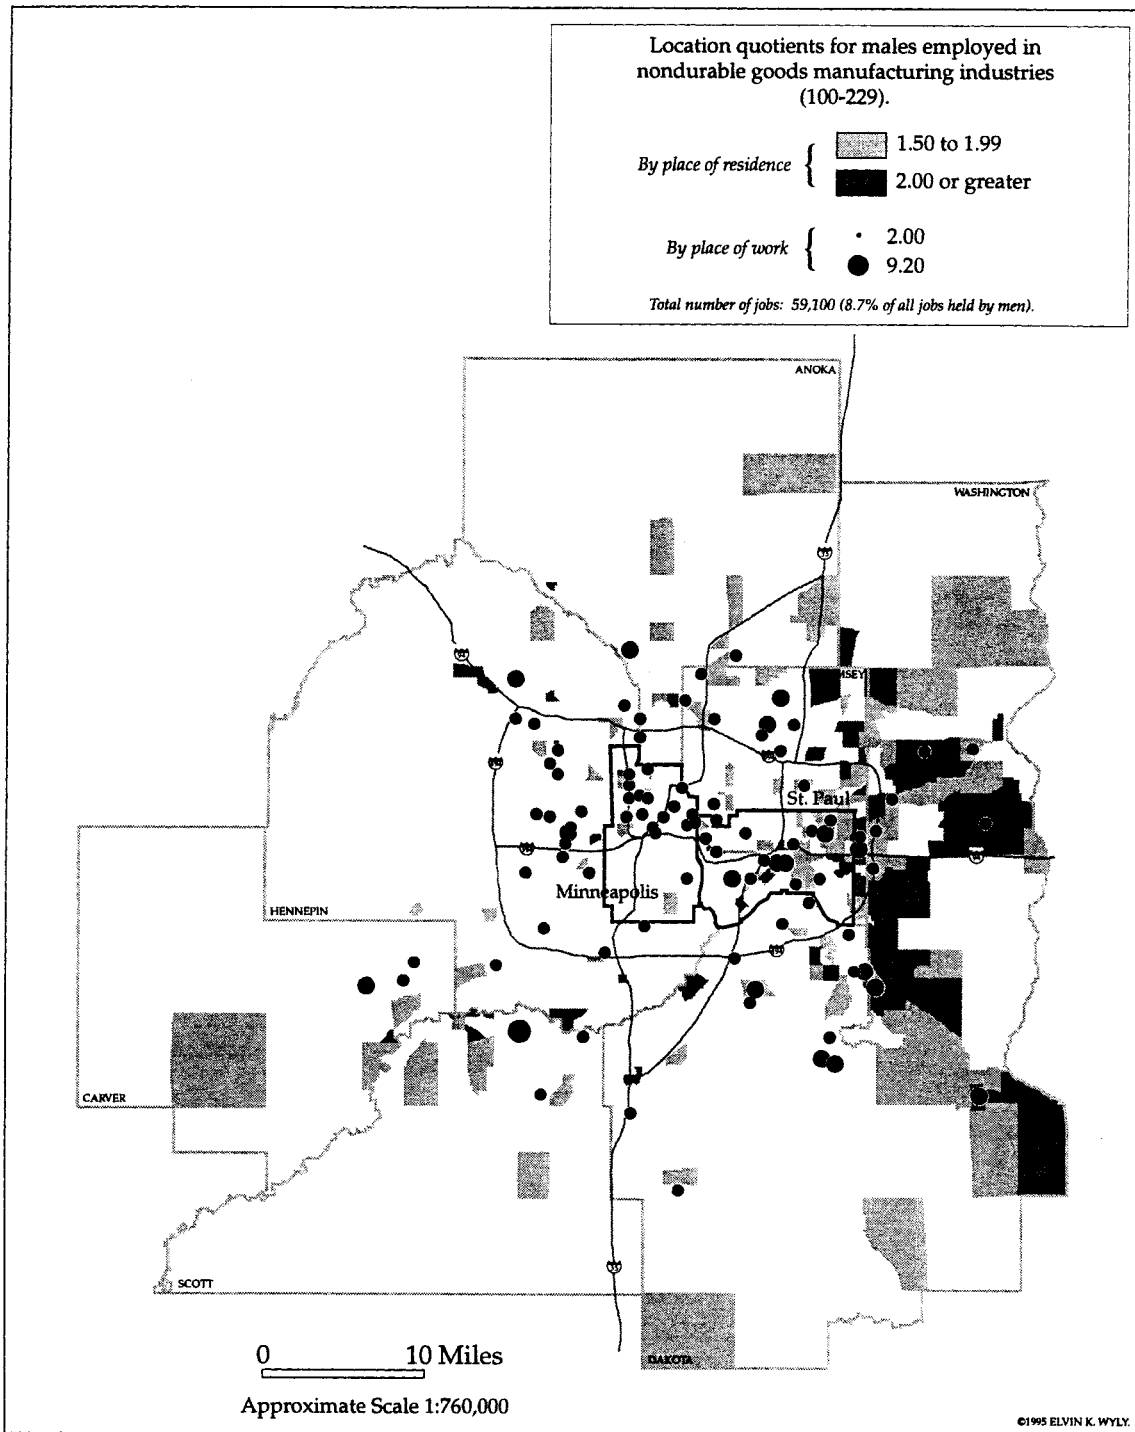 Location quotients for males employed in
nondurable goods manufacturing industries
(100-229).
By place of residence
1.50 to 1.99
2.00 or greater
By place of work
2.00
9.20
Total number of jobs: 59,100 (8.7% of all jobs held by men).
ANOKA
WASHINGTON
MSEY
St. Paul
Minneapolis
HENNEPIN
CARVER
SCOTT
DAKOTA
0 10 Miles
Approximate Scale 1:760,000
©1995 ELVIN K. WYLY.